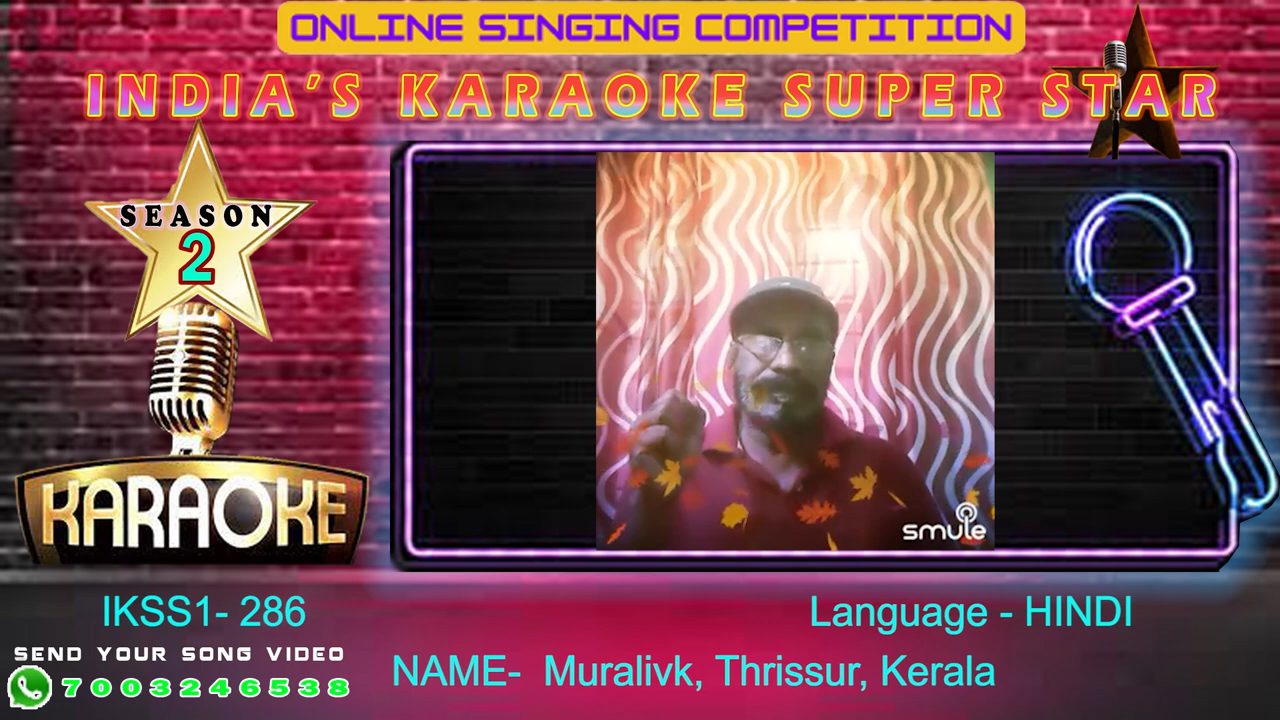 ONLINE SINGING COMPETITION
INDIA'S KARAOKE SUPER STAR
SEASON
2
KARAOKE
smule
IKSS1- 286
Language - HINDI
SEND YOUR SONG VIDEO
7003246538
NAME- Muralivk, Thrissur, Kerala